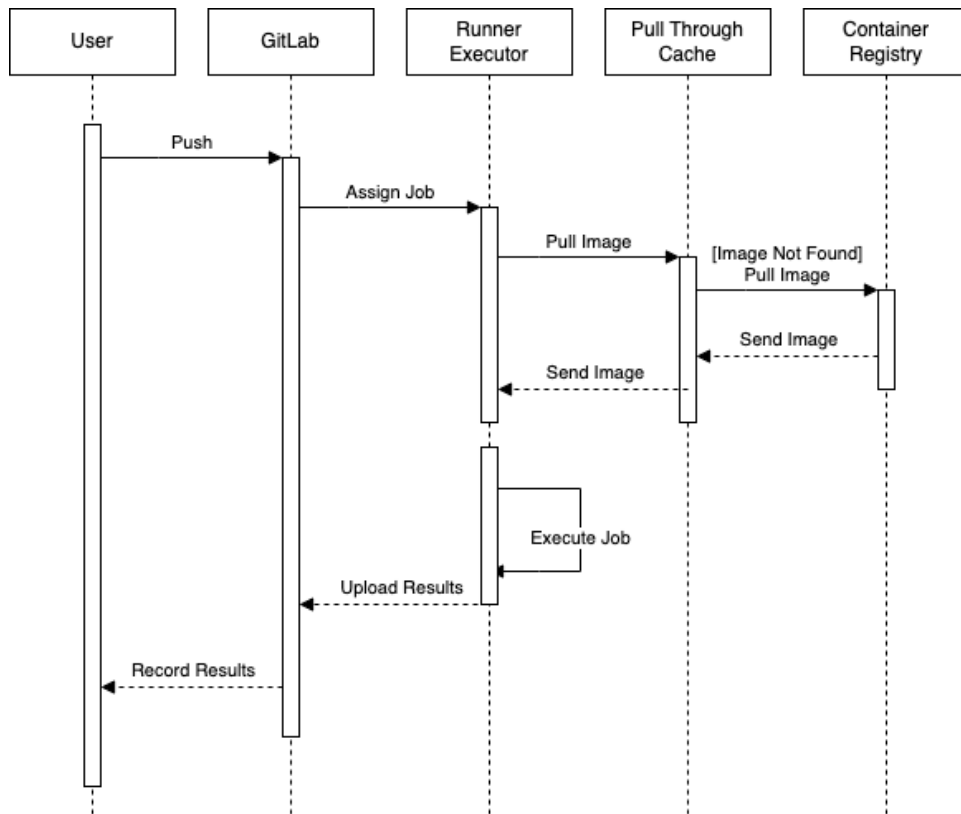 User
GitLab
Runner
Executor
Pull Through
Cache
Container
Registry
Push
Assign Job
Pull Image
[Image Not Found]
Pull Image
Send Image
Send Image
Execute Job
Upload Results
Record Results